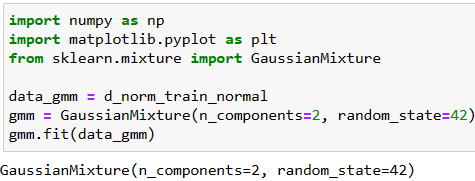 import numpy as np
import matplotlib.pyplot as plt
from sklearn.mixture import GaussianMixture
data_gmm = d_norm_train_normal
gmm = GaussianMixture(n_components=2, random_state=42)
gmm.fit(data_gmm)
GaussianMixture(n_components=2, random_state=42)